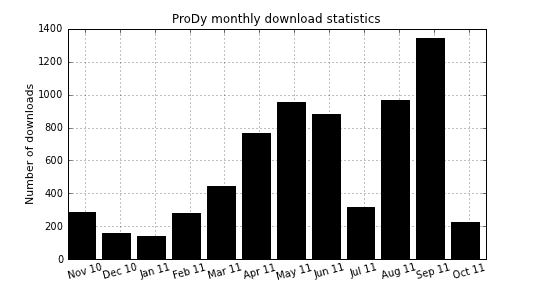 ProDy monthly download statistics
1400
1200
1000
800
600
400
200
0
Number of downloads
Nov 10 Dec 10 Jan 11 Feb 11 Mar 11 Apr 11 May 11 Jun 11 Jul 11 Aug 11 Sep 11 Oct 11